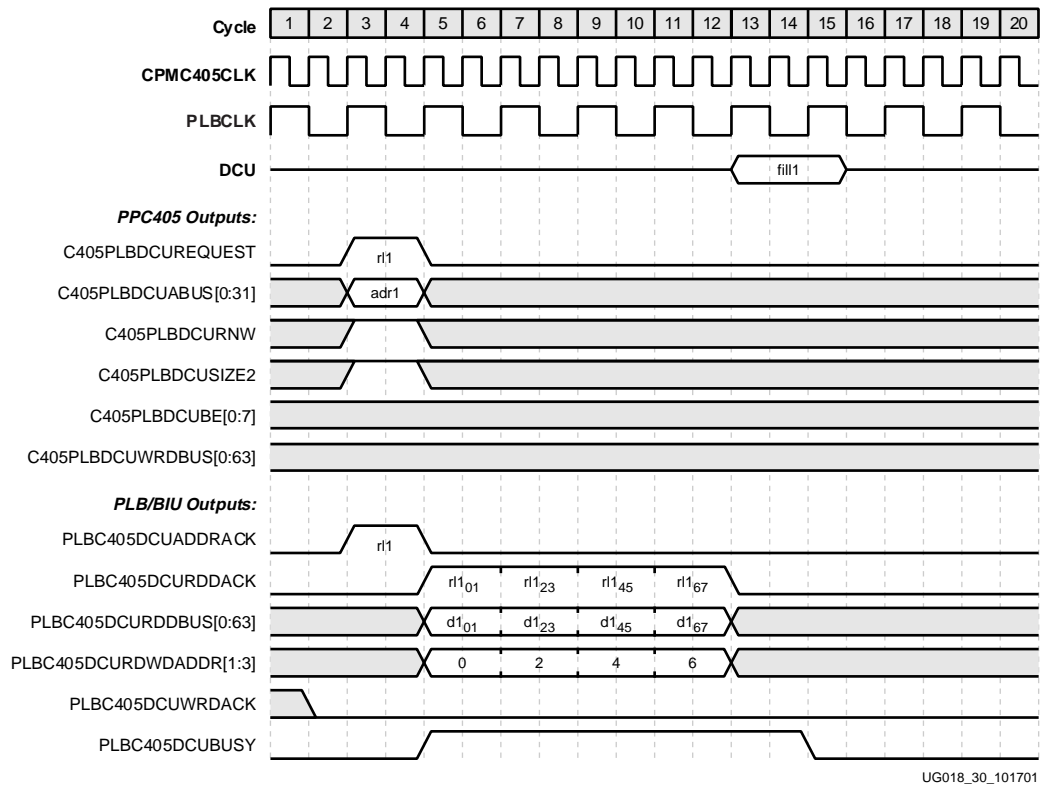 Cycle 1 2 3 4 5 6 7 8 9 10 11 12 13 14 15 16 17 18 19 20
CPMC405CLK
PLBCLK
DCU fill1
PPC405 Outputs:
C405PLBDCUREQUEST rl1
C405PLBDCUABUS[0:31] adr1
C405PLBDCURNW
C405PLBDCUSIZE2
C405PLBDCUBE[0:7]
C405PLBDCUWRDBUS[0:63]
PLB/BIU Outputs:
PLBC405DCUADDRACK rl1
PLBC405DCURDDACK rl1₀₁ rl1₂₃ rl1₄₅ rl1₆₇
PLBC405DCURDDBUS[0:63] d1₀₁ d1₂₃ d1₄₅ d1₆₇
PLBC405DCURDWDADDR[1:3] 0 2 4 6
PLBC405DCUWRDACK
PLBC405DCUBUSY
UG018_30_101701